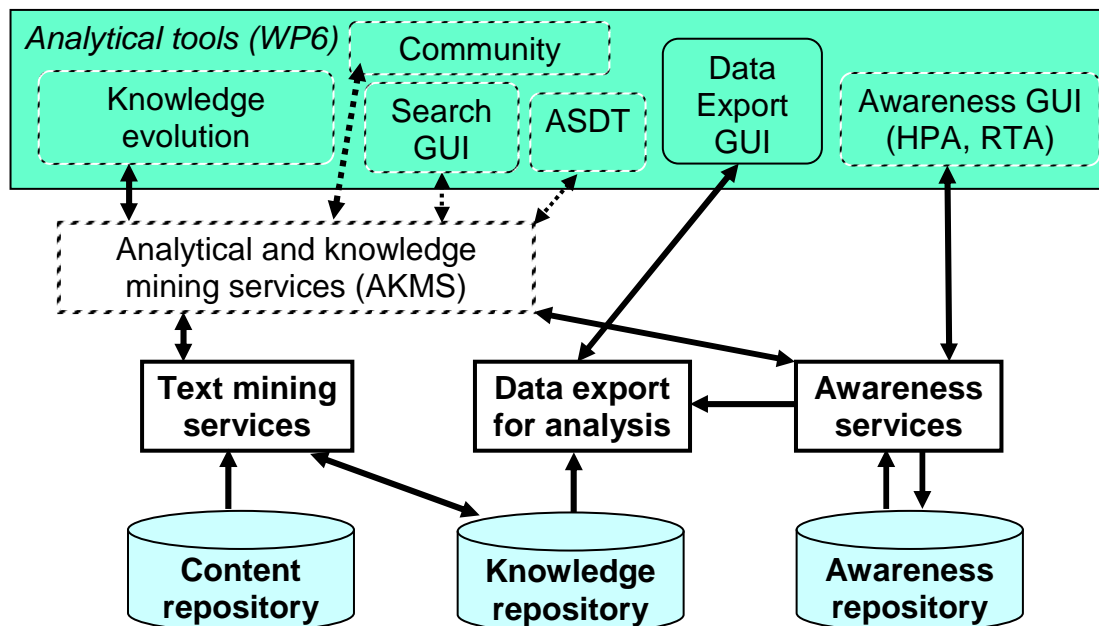 Analytical tools (WP6)
Community
Knowledge
evolution
Search
GUI
ASDT
Data
Export
GUI
Awareness GUI
(HPA, RTA)
Analytical and knowledge
mining services (AKMS)
Text mining
services
Data export
for analysis
Awareness
services
Content
repository
Knowledge
repository
Awareness
repository